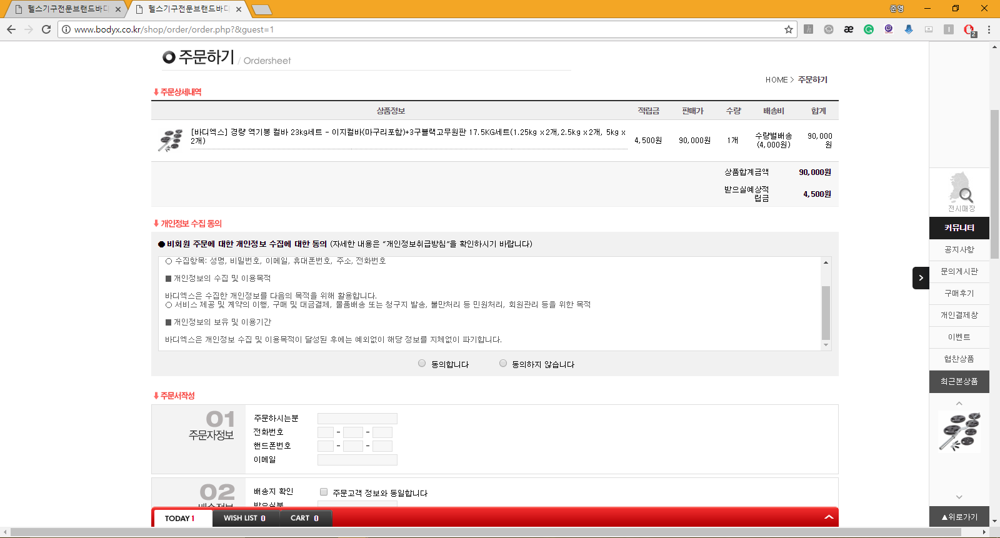 헬스기구전문브랜드바디
헬스기구전문브랜드바디
준영
www.bodyx.co.kr/shop/order/order.php?&guest=1
2
주문하기 / Ordersheet
HOME > 주문하기
주문상세내역
상품정보 적립금 판매가 수량 배송비 합계
[바디엑스] 경량 역기봉 컬바 23kg세트 - 이지컬바(마구리포함)+3구블랙고무원판 17.5KG세트(1.25kg x 2개,2.5kg x 2개, 5kg x
2개)
4,500원 90,000원 1개
수량별배송
(4,000원)
90,000
원
상품합계금액 90,000원
받으실예상적
립금
4,500원
개인정보 수집 동의
● 비회원 주문에 대한 개인정보 수집에 대한 동의 (자세한 내용은 “개인정보취급방침”을 확인하시기 바랍니다)
○ 수집항목: 성명, 비밀번호, 이메일, 휴대폰번호, 주소, 전화번호
■ 개인정보의 수집 및 이용목적
바디엑스은 수집한 개인정보를 다음의 목적을 위해 활용합니다.
○ 서비스 제공 및 계약의 이행, 구매 및 대금결제, 물품배송 또는 청구지 발송, 불만처리 등 민원처리, 회원관리 등을 위한 목적
■ 개인정보의 보유 및 이용기간
바디엑스은 개인정보 수집 및 이용목적이 달성된 후에는 예외없이 해당 정보를 지체없이 파기합니다.
동의합니다 동의하지 않습니다
주문서작성
01
주문자정보
주문하시는분
전화번호 - -
핸드폰번호 - -
이메일
02
배송정보
배송지 확인 주문고객 정보와 동일합니다
받으실분
TODAY 1 WISH LIST 0 CART 0
전시매장
커뮤니티
공지사항
문의게시판
구매후기
개인결제창
이벤트
협찬상품
최근본상품
▲위로가기